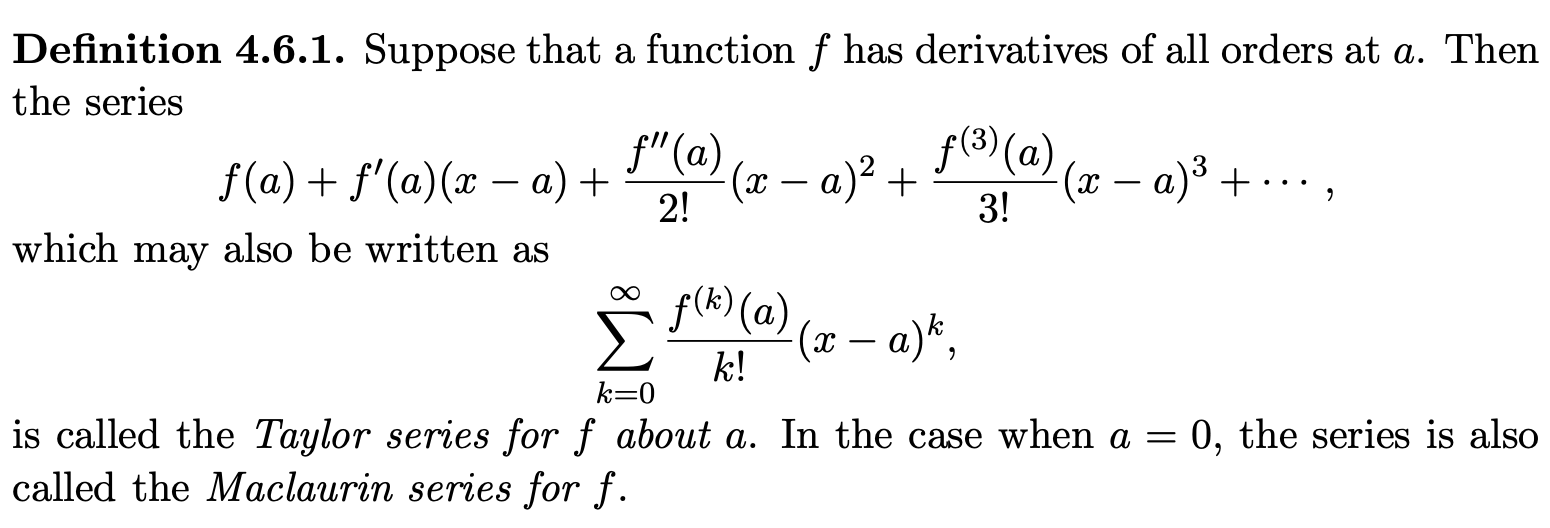 Definition 4.6.1. Suppose that a function f has derivatives of all orders at a. Then
the series
f(a) + f′(a)(x − a) + f″(a)/2! (x − a)² + f⁽³⁾(a)/3! (x − a)³ + ⋯ ,
which may also be written as
∑_{k=0}^{∞} f⁽ᵏ⁾(a)/k! (x − a)ᵏ,
is called the Taylor series for f about a. In the case when a = 0, the series is also
called the Maclaurin series for f.